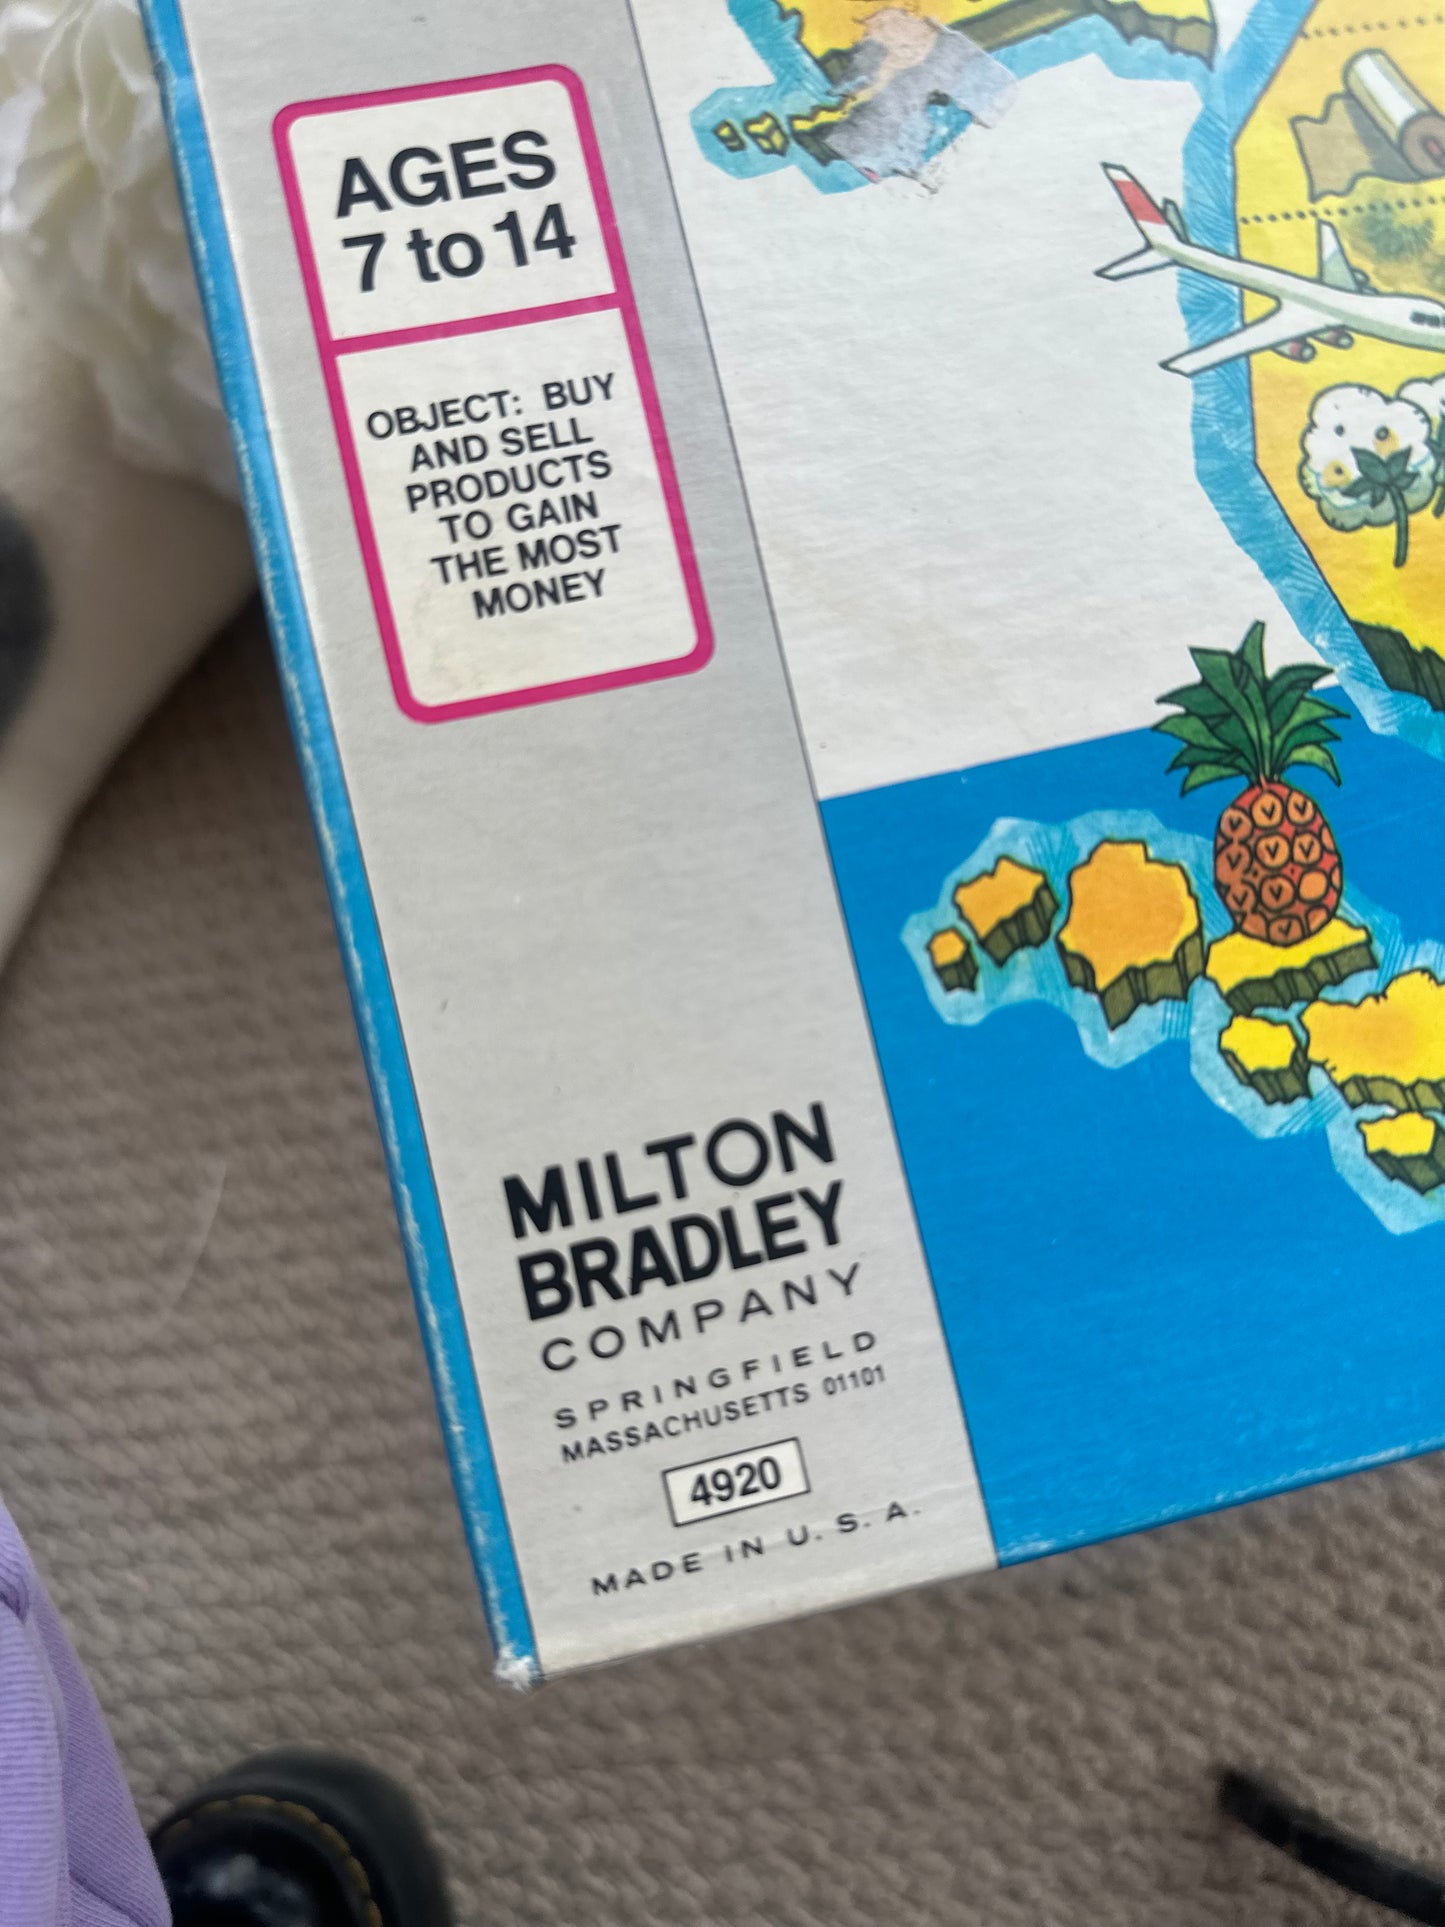 AGES
7 to 14
OBJECT: BUY
AND SELL
PRODUCTS
TO GAIN
THE MOST
MONEY
MILTON
BRADLEY
COMPANY
SPRINGFIELD
MASSACHUSETTS 01101
4920
MADE IN U.S.A.